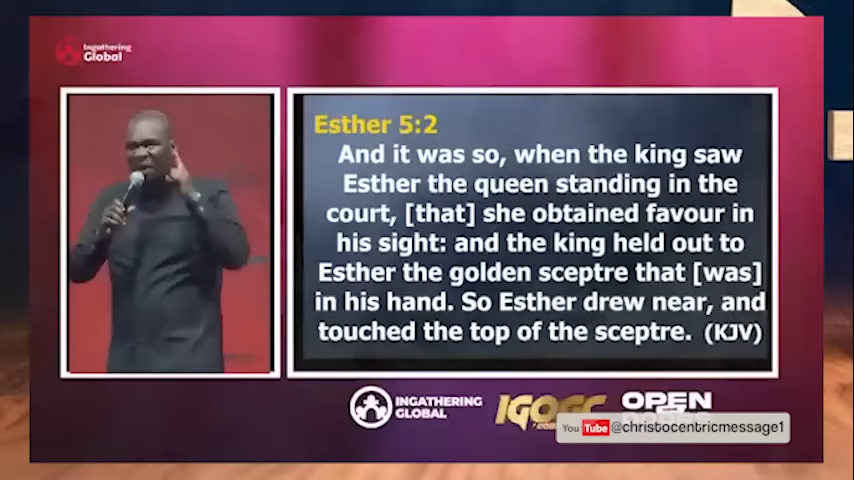 Ingathering
Global
Esther 5:2
And it was so, when the king saw
Esther the queen standing in the
court, [that] she obtained favour in
his sight: and the king held out to
Esther the golden sceptre that [was]
in his hand. So Esther drew near, and
touched the top of the sceptre. (KJV)
INGATHERING
GLOBAL
IGOGC
OPEN
You Tube @christocentricmessage1